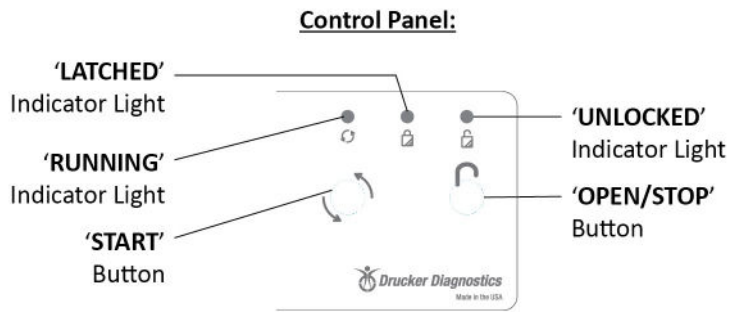 Control Panel:
‘LATCHED’
Indicator Light
‘RUNNING’
Indicator Light
‘START’
Button
‘UNLOCKED’
Indicator Light
‘OPEN/STOP’
Button
Drucker Diagnostics
Made in the USA